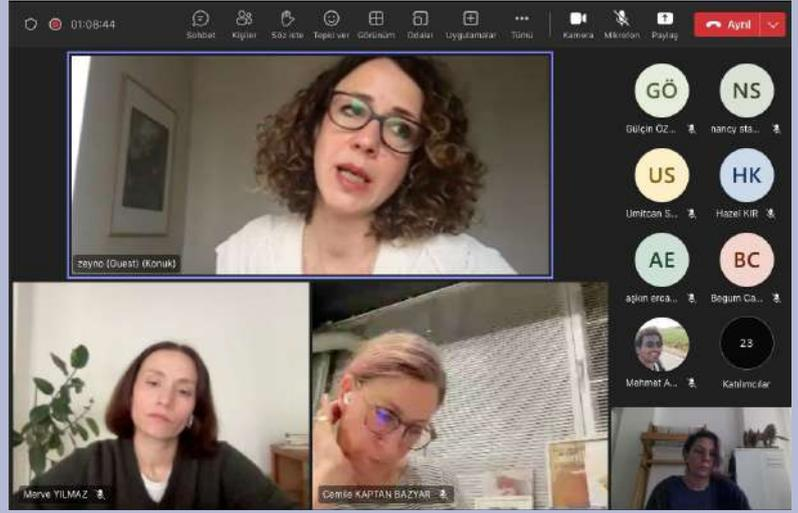 01:08:44
Sohbet
Kişiler
Söz iste
Tepki ver
Görünüm
Odalar
Uygulamalar
Tümü
Kamera
Mikrofon
Paylaş
Ayrıl
zeyno (Guest) (Konuk)
GÖ
NS
Gülçin ÖZ...
nancy sta...
US
HK
Umitcan S...
Hazel KIR
AE
BC
aşkın erca...
Begum Ca...
23
Mehmet A...
Katılımcılar
Merve YILMAZ
Cemile KAPTAN BAZYAR